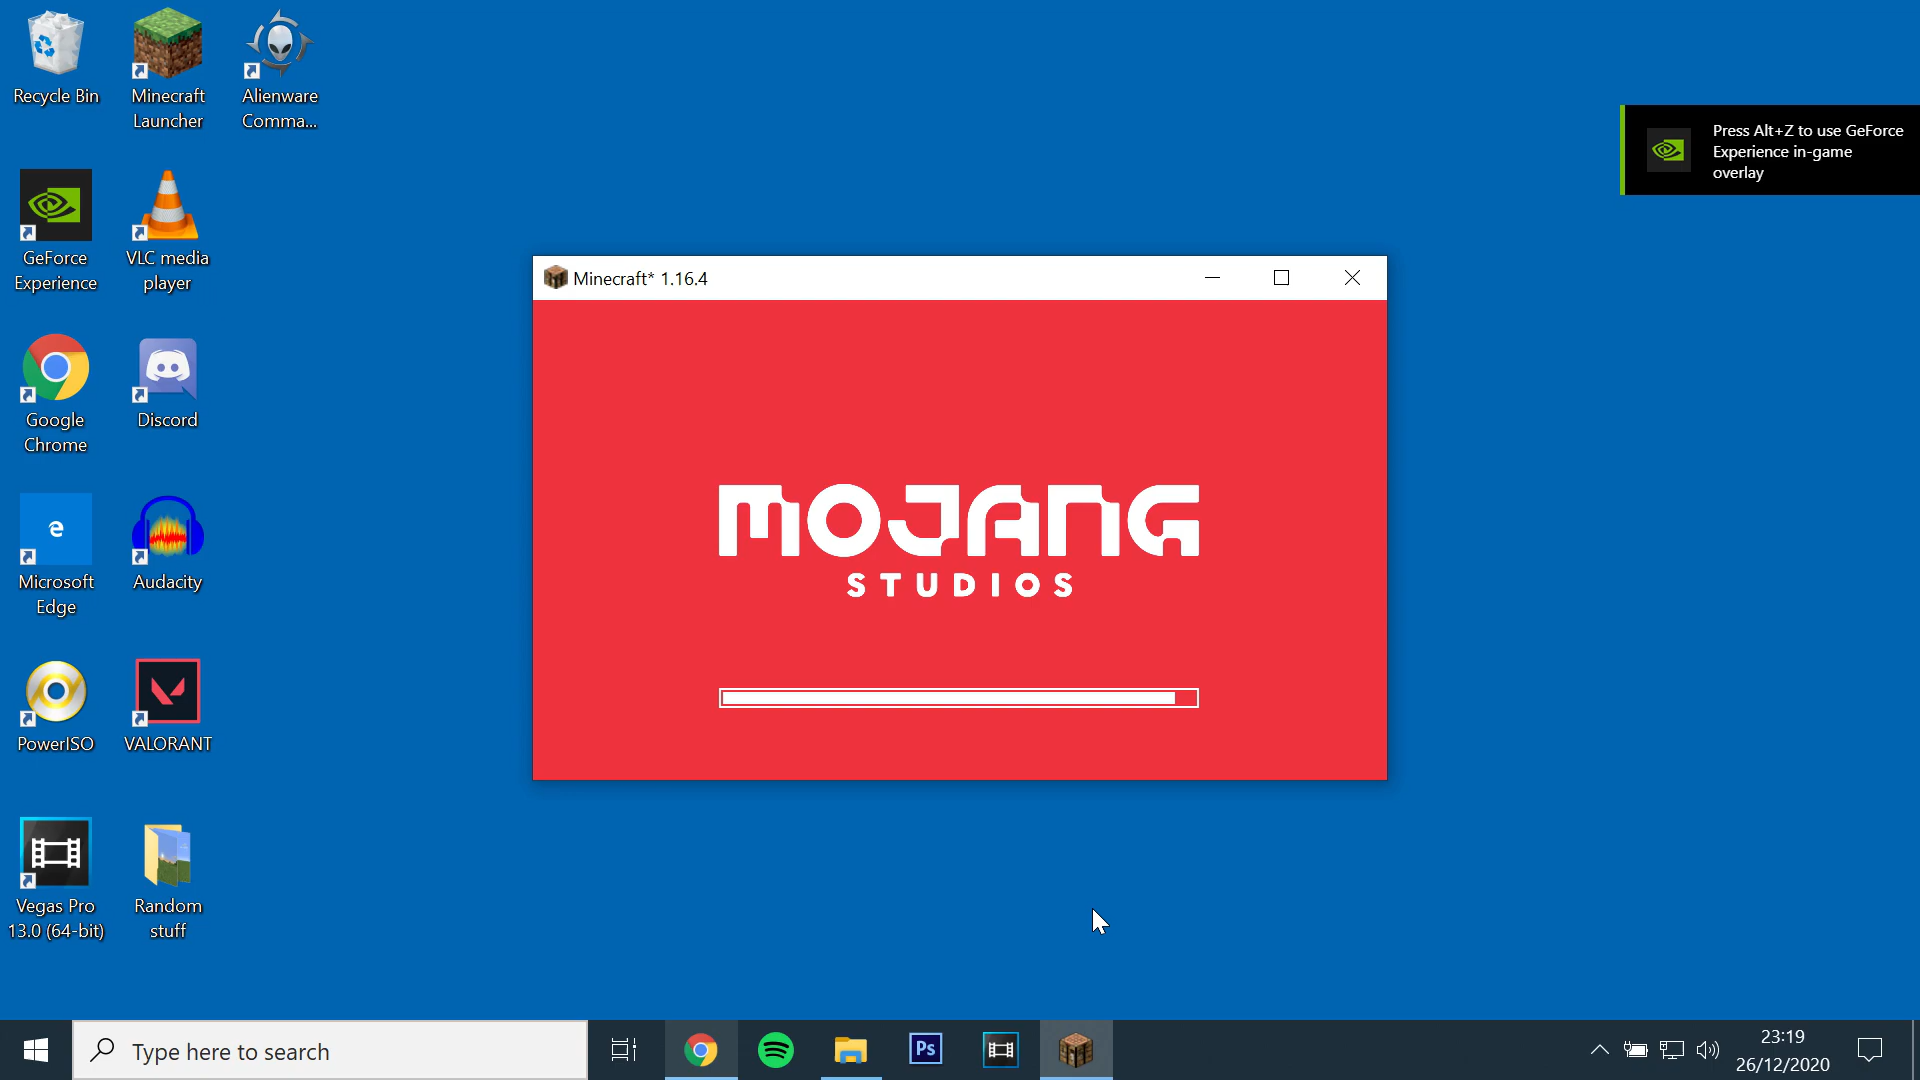 Recycle Bin
Minecraft
Launcher
Alienware
Comma...
GeForce
Experience
VLC media
player
Google
Chrome
Discord
Microsoft
Edge
Audacity
PowerISO
VALORANT
Vegas Pro
13.0 (64-bit)
Random
stuff
Press Alt+Z to use GeForce
Experience in-game
overlay
Minecraft* 1.16.4
MOJANG
STUDIOS
Type here to search
Ps
23:19
26/12/2020